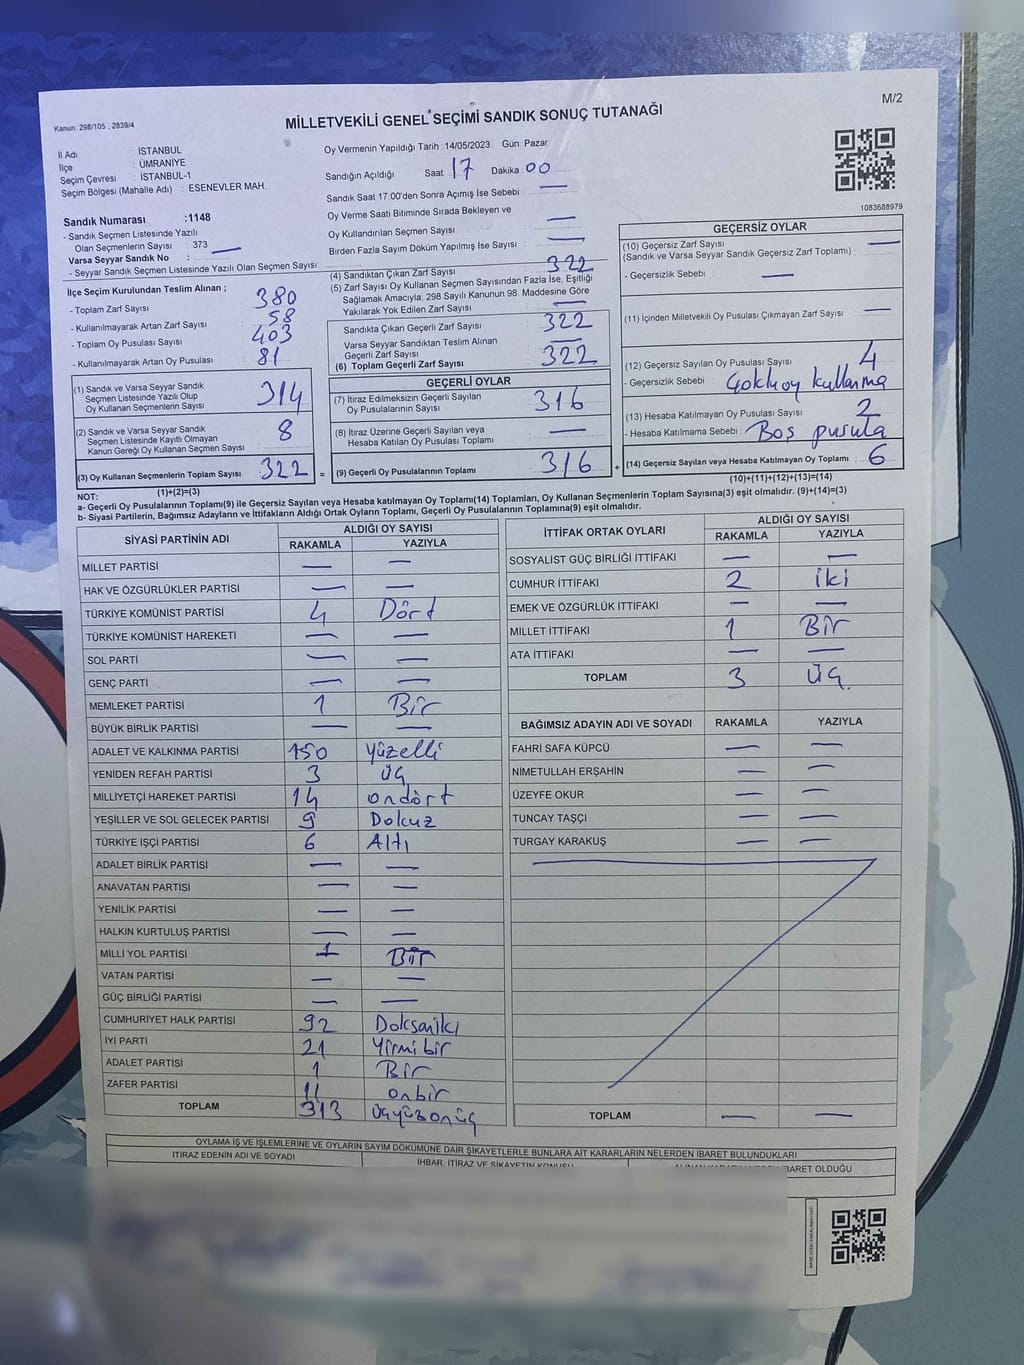 Kanun: 298/105 , 2839/4
M/2
MİLLETVEKİLİ GENEL SEÇİMİ SANDIK SONUÇ TUTANAĞI
İl Adı : İSTANBUL
İlçe : ÜMRANİYE
Seçim Çevresi : İSTANBUL-1
Seçim Bölgesi (Mahalle Adı) : ESENEVLER MAH.
Oy Vermenin Yapıldığı Tarih :14/05/2023 Gün: Pazar
Sandığın Açıldığı Saat: 17 Dakika :00
Sandık Saat 17:00'den Sonra Açımış İse Sebebi : —
Oy Verme Saati Bitiminde Sırada Bekleyen ve
Oy Kullandırılan Seçmen Sayısı : —
Birden Fazla Sayım Döküm Yapılmış İse Sayısı : —
1083688979
Sandık Numarası :1148
- Sandık Seçmen Listesinde Yazılı
Olan Seçmenlerin Sayısı : 373
Varsa Seyyar Sandık No : —
- Seyyar Sandık Seçmen Listesinde Yazılı Olan Seçmen Sayısı:
İlçe Seçim Kurulundan Teslim Alınan ;
- Toplam Zarf Sayısı : 380
- Kullanılmayarak Artan Zarf Sayısı : 58
- Toplam Oy Pusulası Sayısı : 403
- Kullanılmayarak Artan Oy Pusulası : 81
(1) Sandık ve Varsa Seyyar Sandık
Seçmen Listesinde Yazılı Olup
Oy Kullanan Seçmenlerin Sayısı : 314
(2) Sandık ve Varsa Seyyar Sandık
Seçmen Listesinde Kayıtlı Olmayan
Kanun Gereği Oy Kullanan Seçmen Sayısı : 8
(3) Oy Kullanan Seçmenlerin Toplam Sayısı : 322 =
(1)+(2)=(3)
(4) Sandıktan Çıkan Zarf Sayısı : 322
(5) Zarf Sayısı Oy Kullanan Seçmen Sayısından Fazla İse, Eşitliği
Sağlamak Amacıyla; 298 Sayılı Kanunun 98. Maddesine Göre
Yakılarak Yok Edilen Zarf Sayısı : —
Sandıkta Çıkan Geçerli Zarf Sayısı : 322
Varsa Seyyar Sandıktan Teslim Alınan
Geçerli Zarf Sayısı : —
(6) Toplam Geçerli Zarf Sayısı : 322
GEÇERLİ OYLAR
(7) İtiraz Edilmeksizin Geçerli Sayılan
Oy Pusulalarının Sayısı : 316
(8) İtiraz Üzerine Geçerli Sayılan veya
Hesaba Katılan Oy Pusulası Toplamı : —
(9) Geçerli Oy Pusulalarının Toplamı : 316 +
GEÇERSİZ OYLAR
(10) Geçersiz Zarf Sayısı : —
(Sandık ve Varsa Seyyar Sandık Geçersiz Zarf Toplamı)
- Geçersizlik Sebebi : —
(11) İçinden Milletvekili Oy Pusulası Çıkmayan Zarf Sayısı : —
(12) Geçersiz Sayılan Oy Pusulası Sayısı : 4
- Geçersizlik Sebebi : Çoklu oy kullanma
(13) Hesaba Katılmayan Oy Pusulası Sayısı : 2
- Hesaba Katılmama Sebebi : Boş pusula
(14) Geçersiz Sayılan veya Hesaba Katılmayan Oy Toplamı : 6
(10)+(11)+(12)+(13)=(14)
NOT:
a- Geçerli Oy Pusulalarının Toplamı(9) ile Geçersiz Sayılan veya Hesaba katılmayan Oy Toplamı(14) Toplamları, Oy Kullanan Seçmenlerin Toplam Sayısına(3) eşit olmalıdır. (9)+(14)=(3)
b- Siyasi Partilerin, Bağımsız Adayların ve İttifakların Aldığı Ortak Oyların Toplamı, Geçerli Oy Pusulalarının Toplamına(9) eşit olmalıdır.
SİYASİ PARTİNİN ADI ALDIĞI OY SAYISI
RAKAMLA YAZIYLA
MİLLET PARTİSİ — —
HAK VE ÖZGÜRLÜKLER PARTİSİ — —
TÜRKİYE KOMÜNİST PARTİSİ 4 Dört
TÜRKİYE KOMÜNİST HAREKETİ — —
SOL PARTİ — —
GENÇ PARTİ — —
MEMLEKET PARTİSİ 1 Bir
BÜYÜK BİRLİK PARTİSİ — —
ADALET VE KALKINMA PARTİSİ 150 Yüzelli
YENİDEN REFAH PARTİSİ 3 Üç
MİLLİYETÇİ HAREKET PARTİSİ 14 ondört
YEŞİLLER VE SOL GELECEK PARTİSİ 9 Dokuz
TÜRKİYE İŞÇİ PARTİSİ 6 Altı
ADALET BİRLİK PARTİSİ — —
ANAVATAN PARTİSİ — —
YENİLİK PARTİSİ — —
HALKIN KURTULUŞ PARTİSİ — —
MİLLİ YOL PARTİSİ 1 Bir
VATAN PARTİSİ — —
GÜÇ BİRLİĞİ PARTİSİ — —
CUMHURİYET HALK PARTİSİ 92 Doksaniki
İYİ PARTİ 21 Yirmi bir
ADALET PARTİSİ 1 Bir
ZAFER PARTİSİ 11 onbir
TOPLAM 313 üçyüzonüç
İTTİFAK ORTAK OYLARI ALDIĞI OY SAYISI
RAKAMLA YAZIYLA
SOSYALİST GÜÇ BİRLİĞİ İTTİFAKI — —
CUMHUR İTTİFAKI 2 iki
EMEK VE ÖZGÜRLÜK İTTİFAKI — —
MİLLET İTTİFAKI 1 Bir
ATA İTTİFAKI — —
TOPLAM 3 Üç
BAĞIMSIZ ADAYIN ADI VE SOYADI RAKAMLA YAZIYLA
FAHRİ SAFA KÜPCÜ — —
NİMETULLAH ERŞAHİN — —
ÜZEYFE OKUR — —
TUNCAY TAŞÇI — —
TURGAY KARAKUŞ — —
TOPLAM — —
OYLAMA İŞ VE İŞLEMLERİNE VE OYLARIN SAYIM DÖKÜMÜNE DAİR ŞİKAYETLERLE BUNLARA AİT KARARLARIN NELERDEN İBARET BULUNDUKLARI
İTİRAZ EDENİN ADI VE SOYADI
İHBAR, İTİRAZ VE ŞİKAYETİN KONUSU
İBARET OLDUĞU